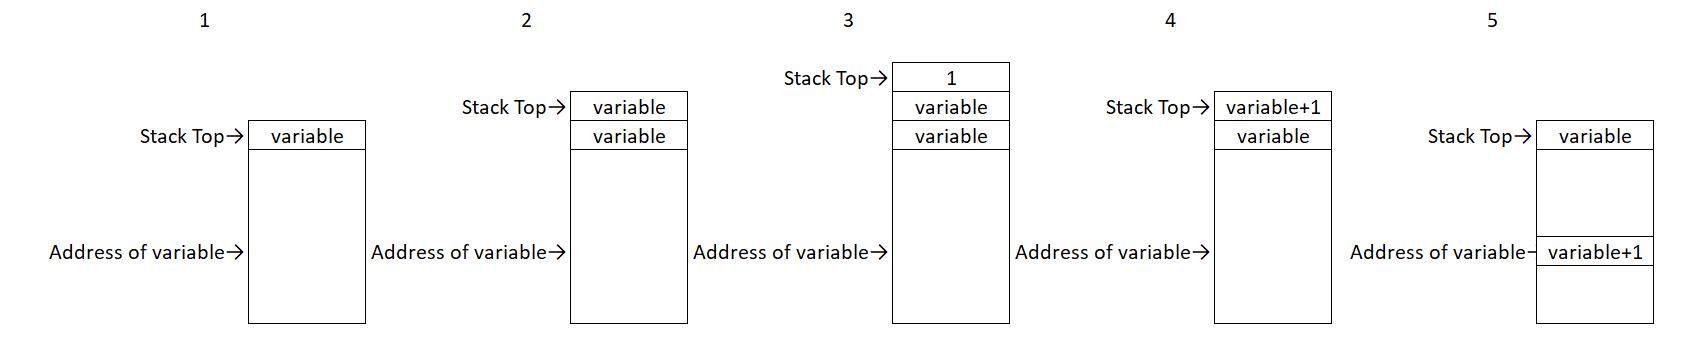 1 2 3 4 5
Stack Top→ 1
Stack Top→ variable variable Stack Top→ variable+1
Stack Top→ variable variable variable variable Stack Top→ variable
Address of variable→ Address of variable→ Address of variable→ Address of variable→ Address of variable variable+1